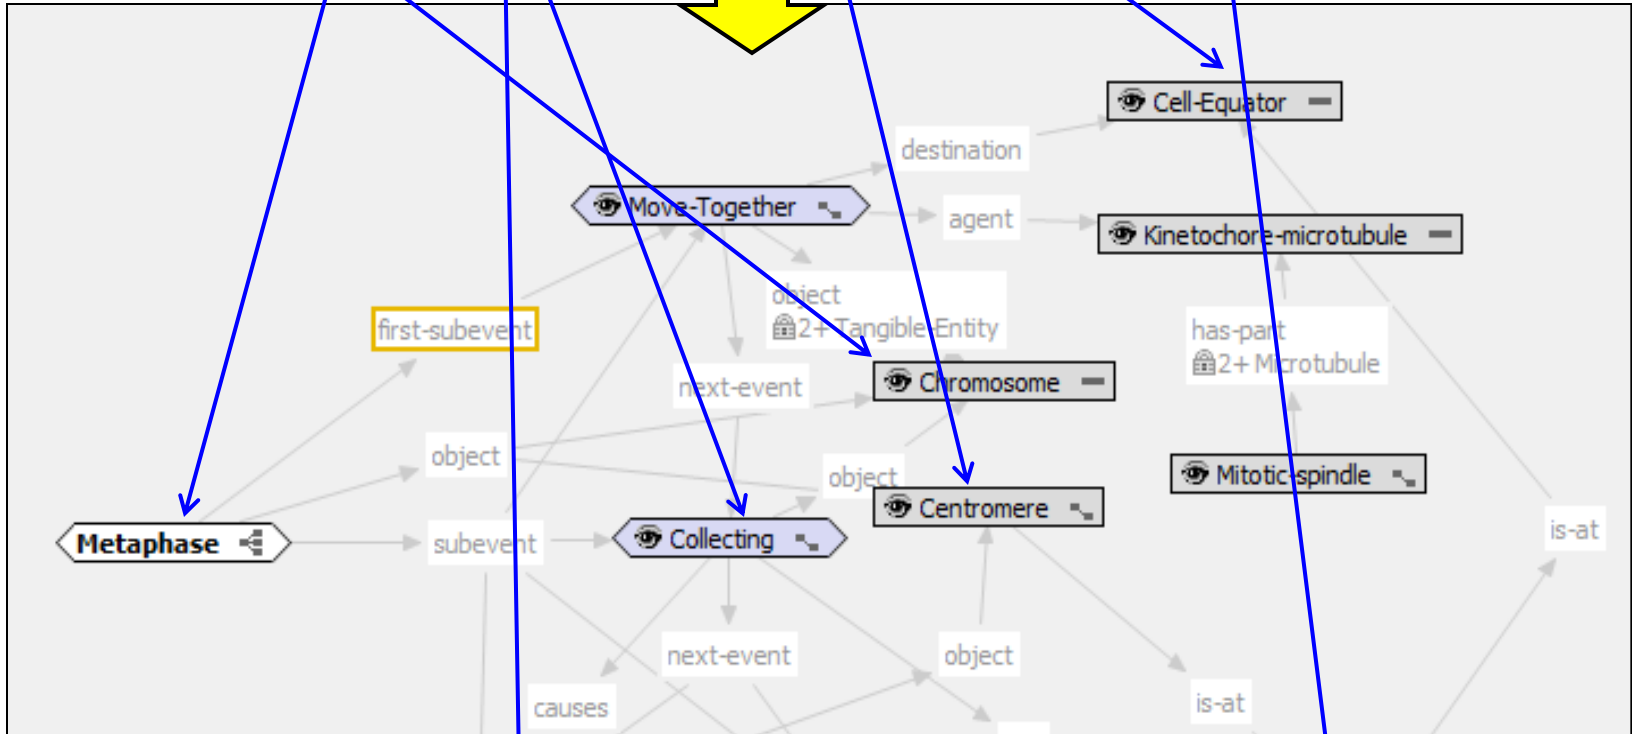 Cell-Equator
destination
Move-Together
agent
Kinetochore-microtubule
object
2+ Tangible-Entity
first-subevent
has-part
2+ Microtubule
next-event
Chromosome
object
object
Mitotic-spindle
Centromere
Metaphase
subevent
Collecting
is-at
next-event
object
causes
is-at